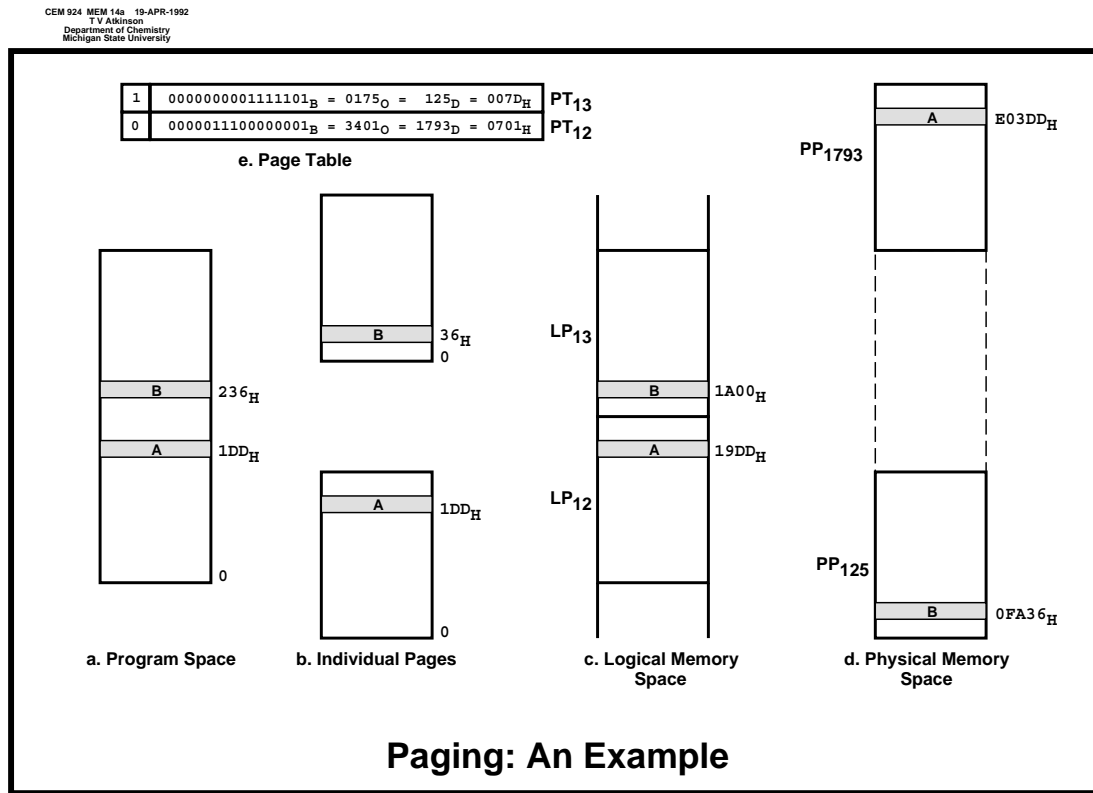 CEM 924 MEM 14a 19-APR-1992
T V Atkinson
Department of Chemistry
Michigan State University
1 0000000001111101B = 0175O = 125D = 007DH PT13
0 0000011100000001B = 3401O = 1793D = 0701H PT12
e. Page Table
A E03DDH
PP1793
B 36H
0
LP13
B 236H
B 1A00H
A 1DDH
A 19DDH
LP12
A 1DDH
0
PP125
B 0FA36H
0
a. Program Space
b. Individual Pages
c. Logical Memory
Space
d. Physical Memory
Space
Paging: An Example